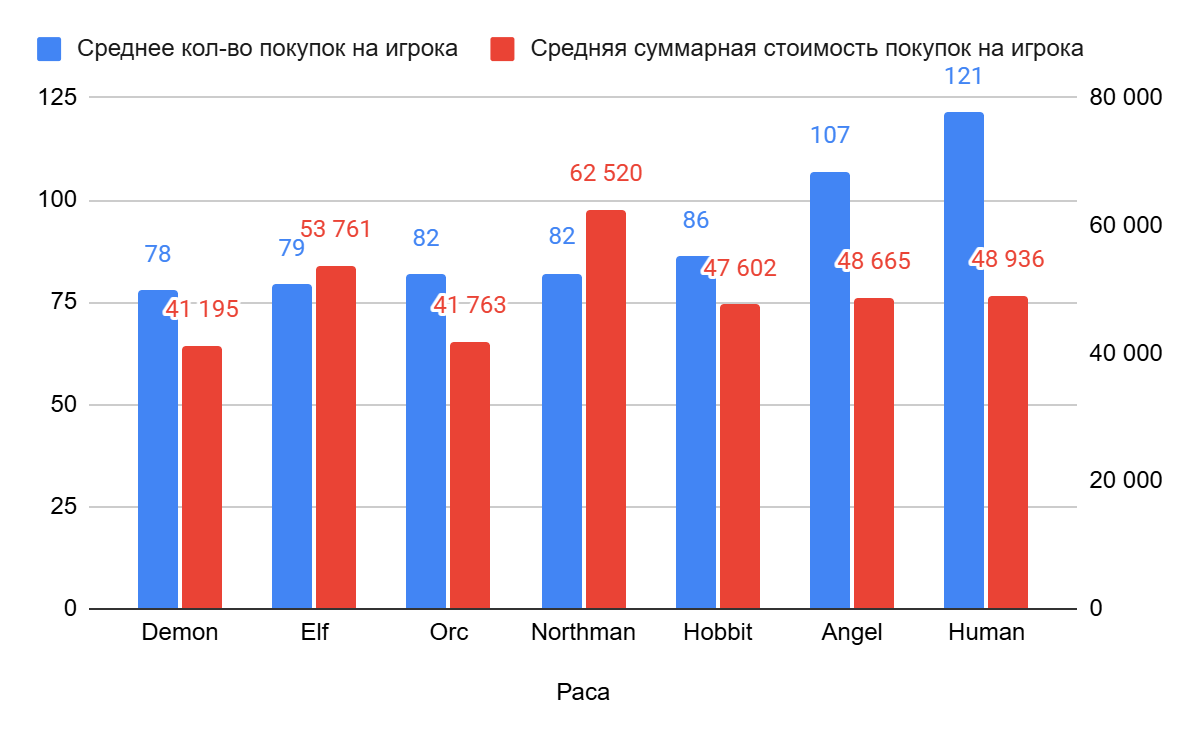 Среднее кол-во покупок на игрока
Средняя суммарная стоимость покупок на игрока
125
100
75
50
25
0
80 000
60 000
40 000
20 000
0
78
41 195
79
53 761
82
41 763
82
62 520
86
47 602
107
48 665
121
48 936
Demon
Elf
Orc
Northman
Hobbit
Angel
Human
Раса